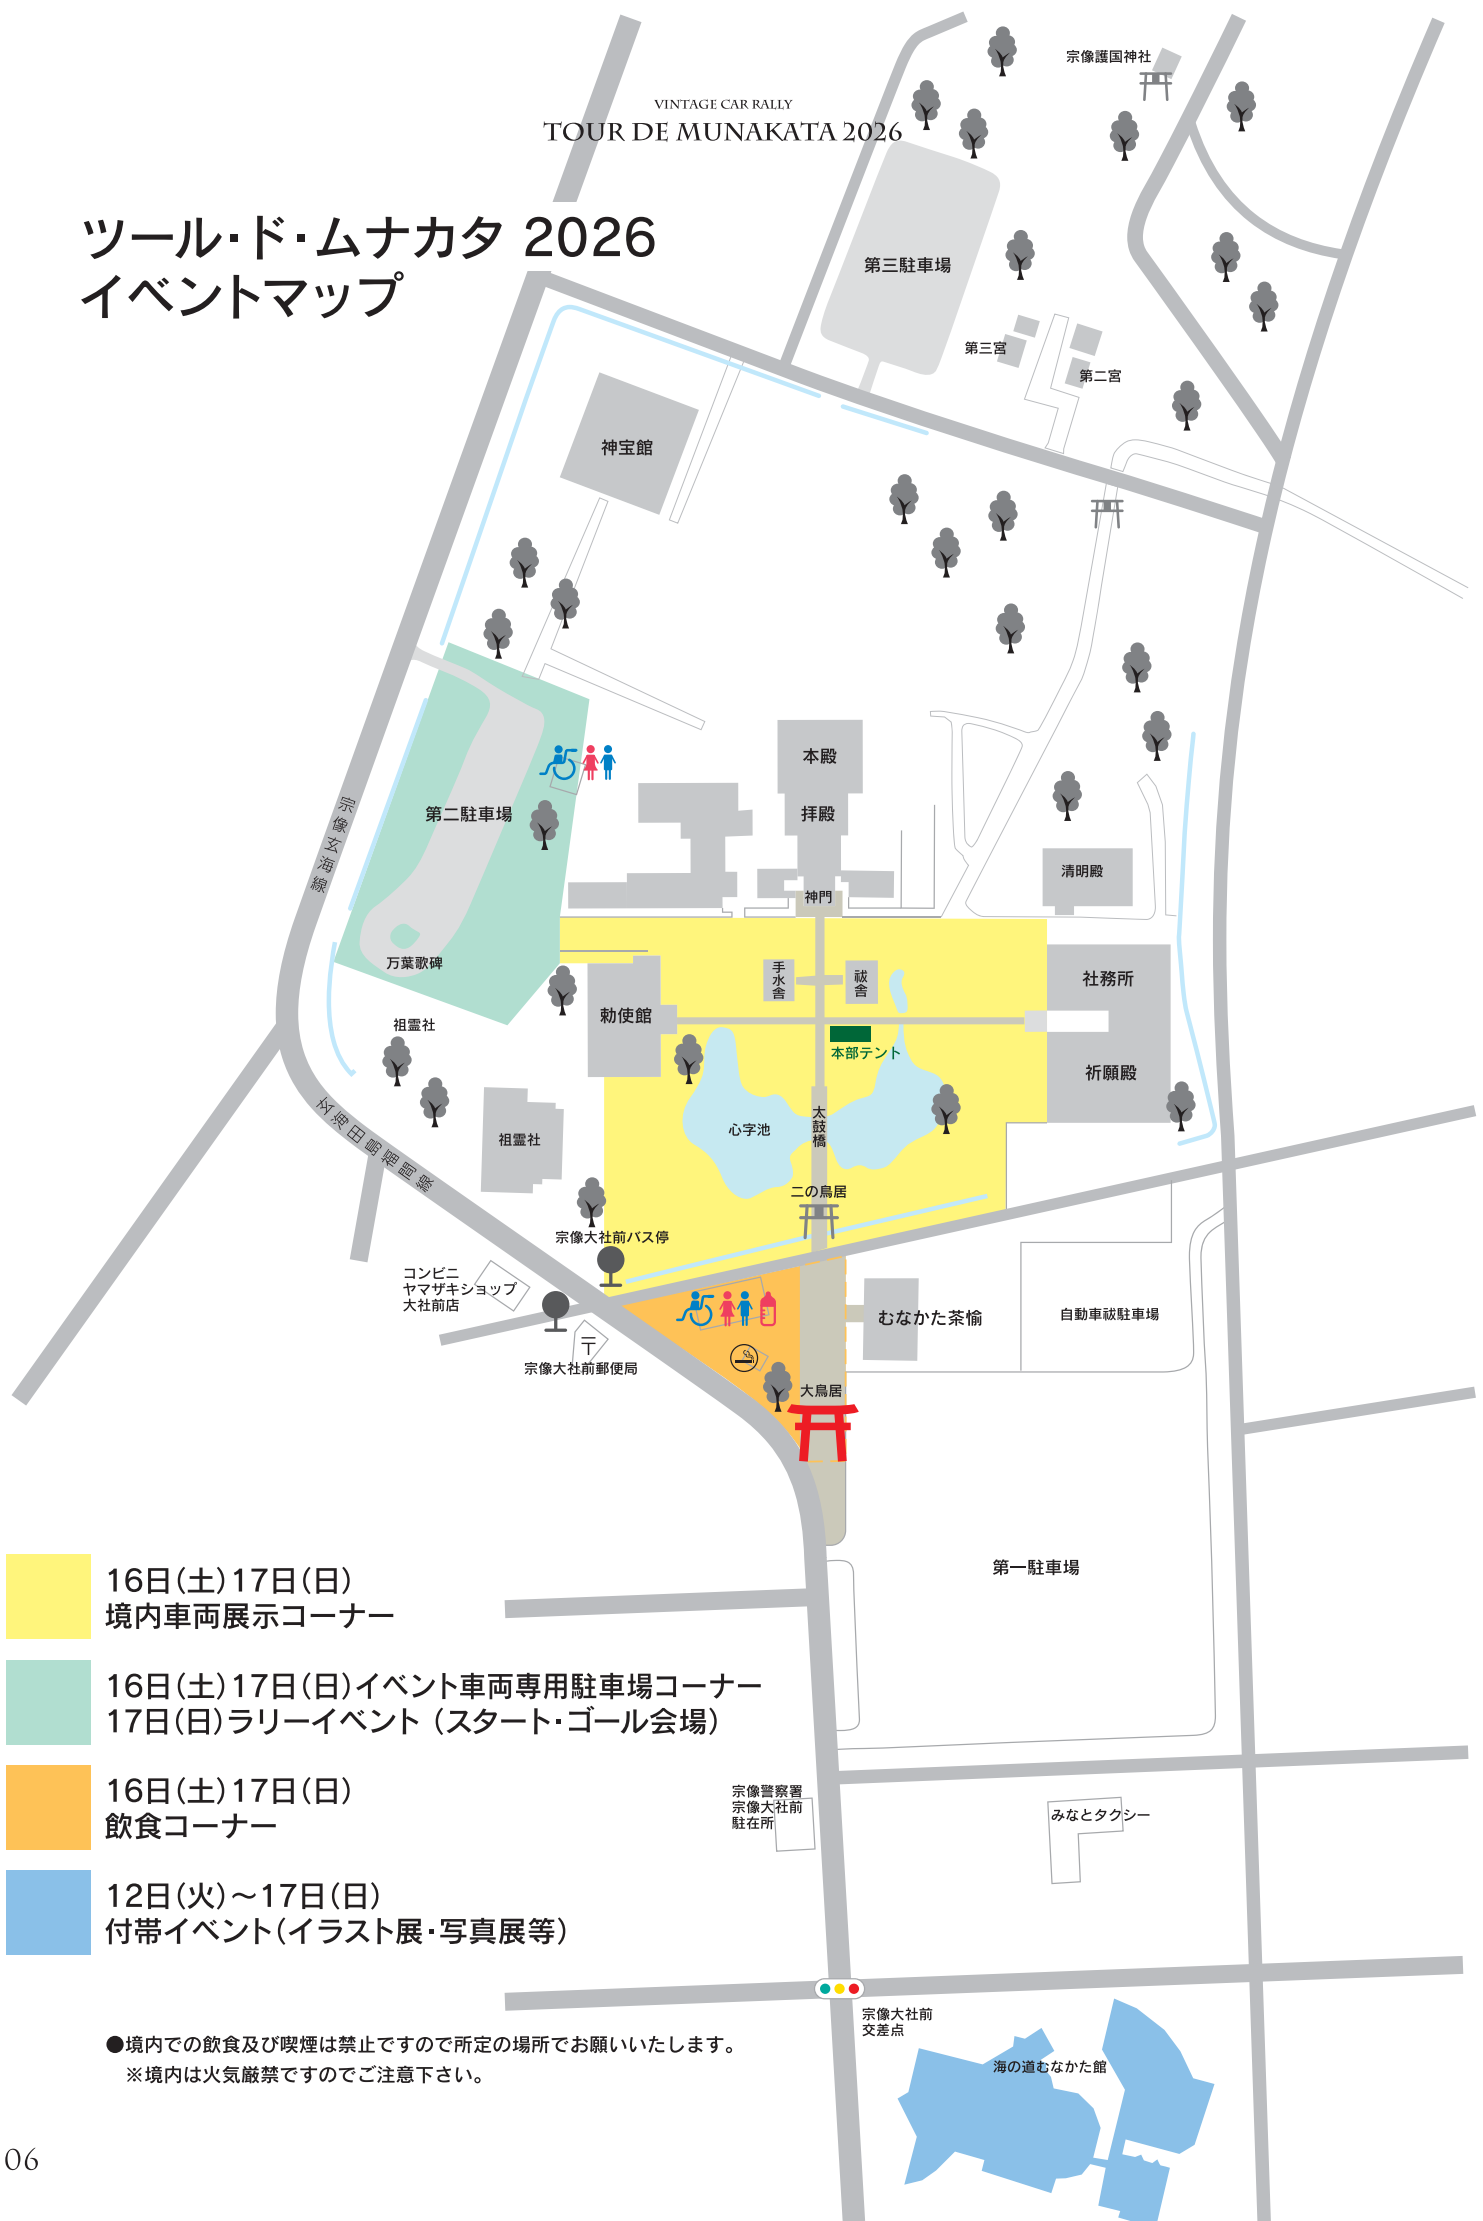 VINTAGE CAR RALLY
TOUR DE MUNAKATA 2026
ツール・ド・ムナカタ 2026
イベントマップ
宗像護国神社
第三駐車場
第三宮
第二宮
神宝館
本殿
拝殿
神門
第二駐車場
宗像玄海線
清明殿
万葉歌碑
手水舎
祓舎
社務所
勅使館
祖霊社
本部テント
祈願殿
太鼓橋
心字池
祖霊社
玄海田島福間線
二の鳥居
宗像大社前バス停
コンビニ
ヤマザキショップ
大社前店
むなかた茶愉
自動車祓駐車場
〒
宗像大社前郵便局
大鳥居
第一駐車場
16日(土)17日(日)
境内車両展示コーナー
16日(土)17日(日)イベント車両専用駐車場コーナー
17日(日)ラリーイベント(スタート・ゴール会場)
16日(土)17日(日)
飲食コーナー
12日(火)~17日(日)
付帯イベント(イラスト展・写真展等)
宗像警察署
宗像大社前
駐在所
みなとタクシー
宗像大社前
交差点
海の道むなかた館
●境内での飲食及び喫煙は禁止ですので所定の場所でお願いいたします。
※境内は火気厳禁ですのでご注意下さい。
06